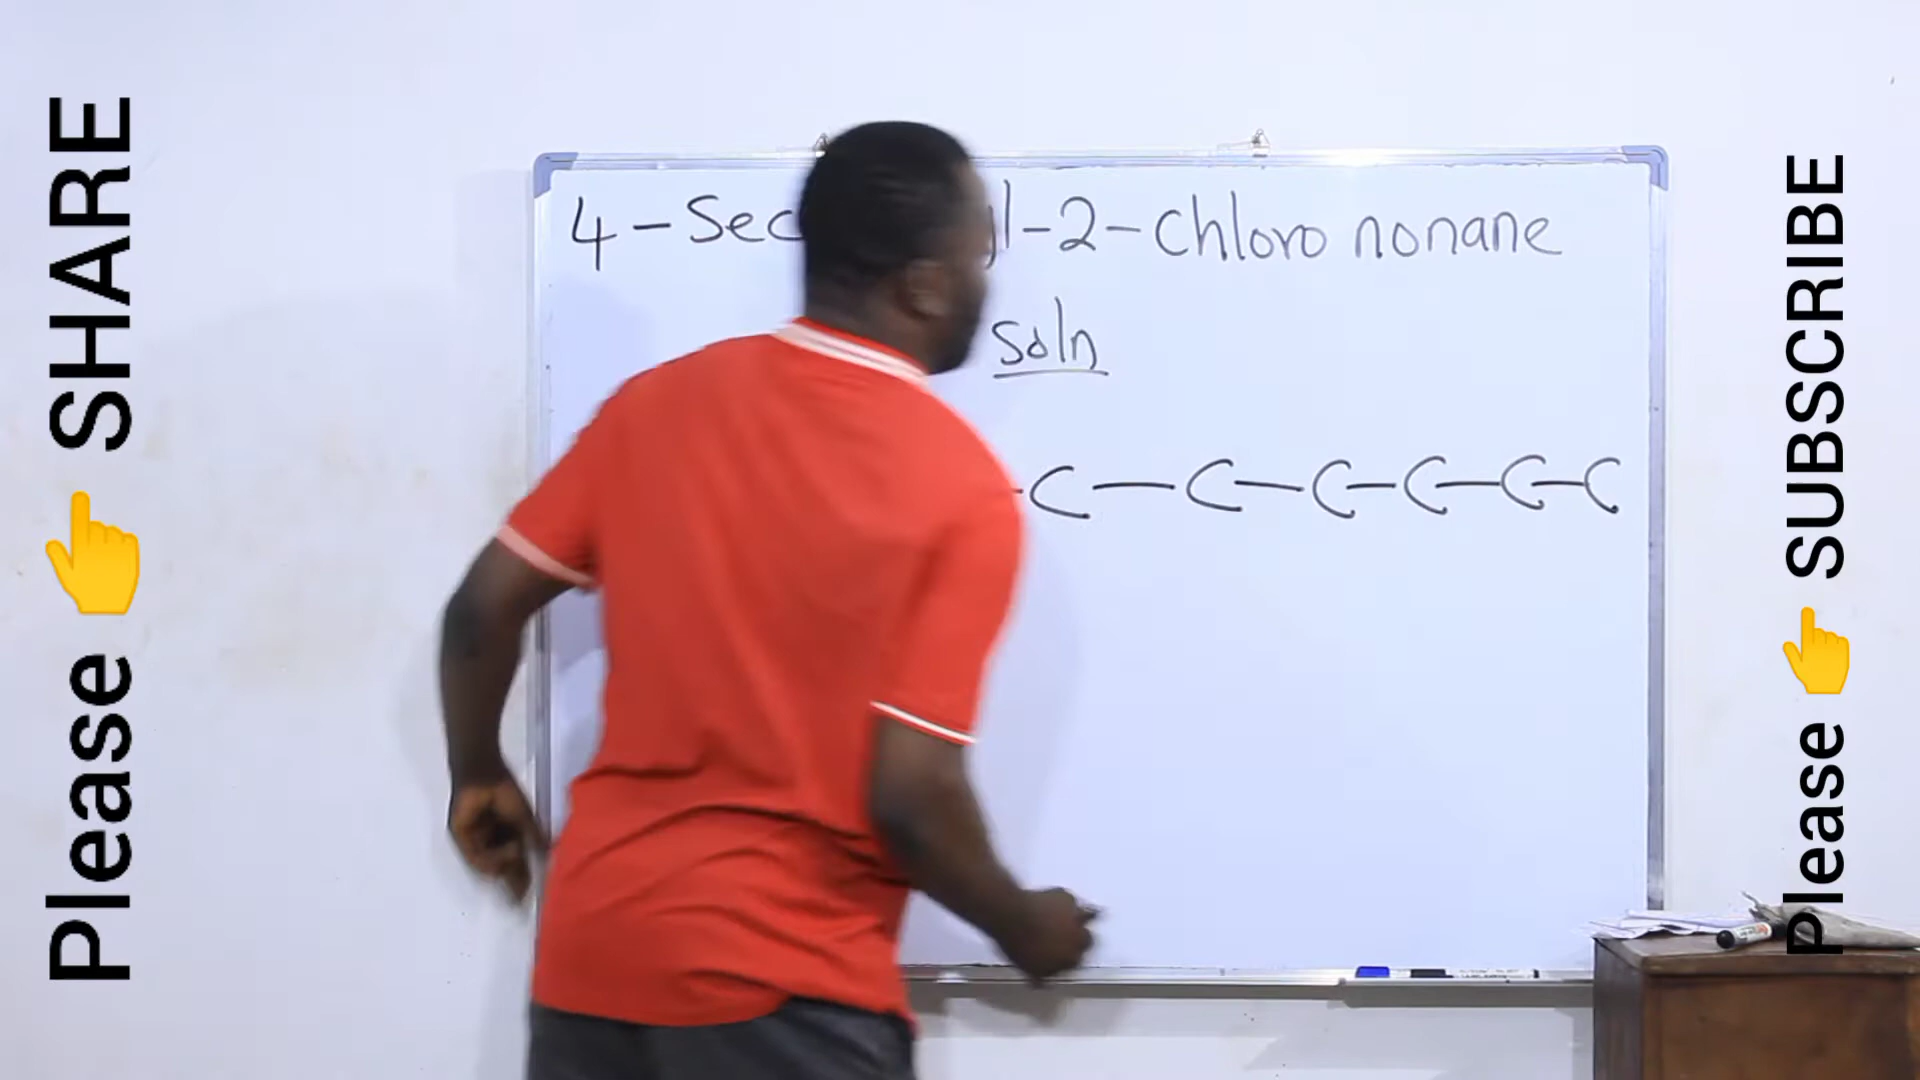 Please 👆 SHARE
4-Sec l-2-chloro nonane
Soln
-C-C-C-C-C-C
Please 👆 SUBSCRIBE